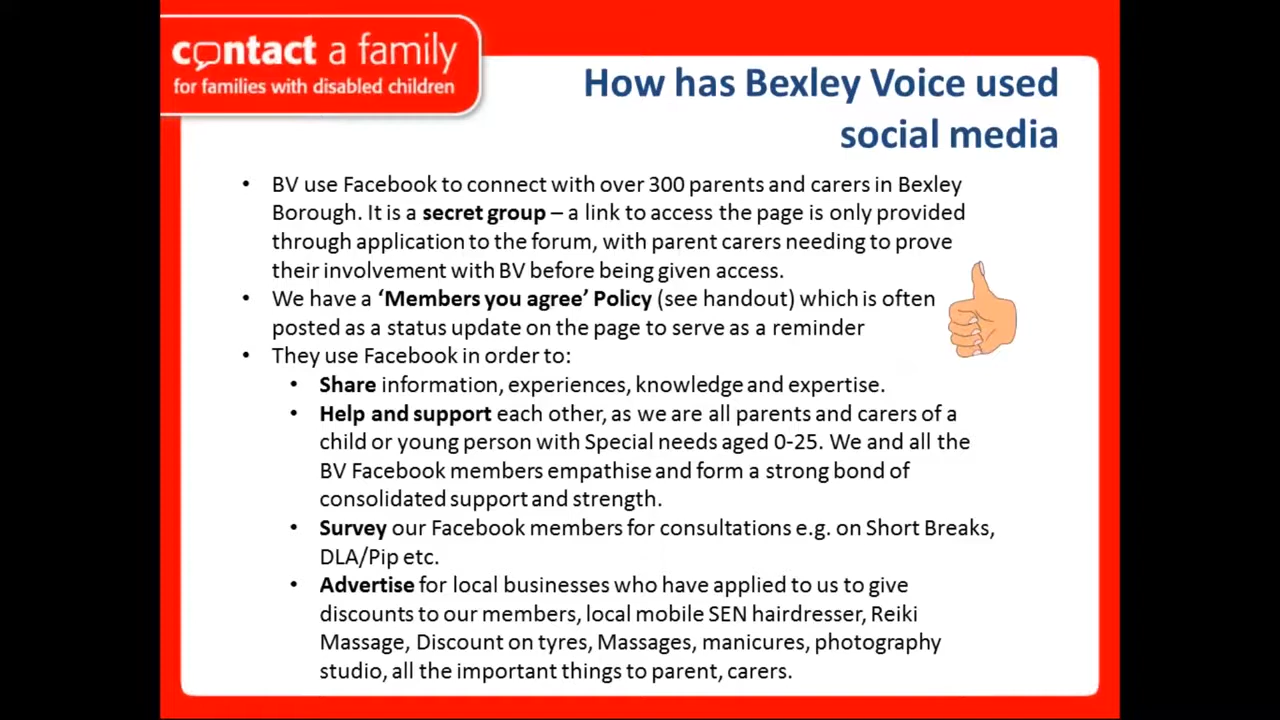 contact a family
for families with disabled children
How has Bexley Voice used
social media
• BV use Facebook to connect with over 300 parents and carers in Bexley
Borough. It is a secret group – a link to access the page is only provided
through application to the forum, with parent carers needing to prove
their involvement with BV before being given access.
• We have a ‘Members you agree’ Policy (see handout) which is often
posted as a status update on the page to serve as a reminder
• They use Facebook in order to:
• Share information, experiences, knowledge and expertise.
• Help and support each other, as we are all parents and carers of a
child or young person with Special needs aged 0-25. We and all the
BV Facebook members empathise and form a strong bond of
consolidated support and strength.
• Survey our Facebook members for consultations e.g. on Short Breaks,
DLA/Pip etc.
• Advertise for local businesses who have applied to us to give
discounts to our members, local mobile SEN hairdresser, Reiki
Massage, Discount on tyres, Massages, manicures, photography
studio, all the important things to parent, carers.